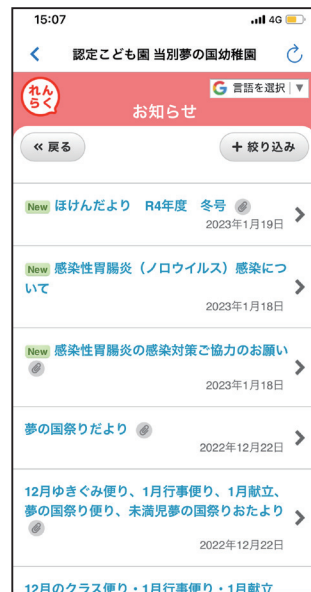 15:07
4G
認定こども園 当別夢の国幼稚園
れん
らく
G 言語を選択 ▼
お知らせ
≪ 戻る
+ 絞り込み
New ほけんだより R4年度 冬号
2023年1月19日
New 感染性胃腸炎（ノロウイルス）感染につ
いて
2023年1月18日
New 感染性胃腸炎の感染対策ご協力のお願い
2023年1月18日
夢の国祭りだより
2022年12月22日
12月ゆきぐみ便り、1月行事便り、1月献立、
夢の国祭り便り、未満児夢の国祭りおたより
2022年12月22日
12月のクラス便り・1月行事便り・1月献立